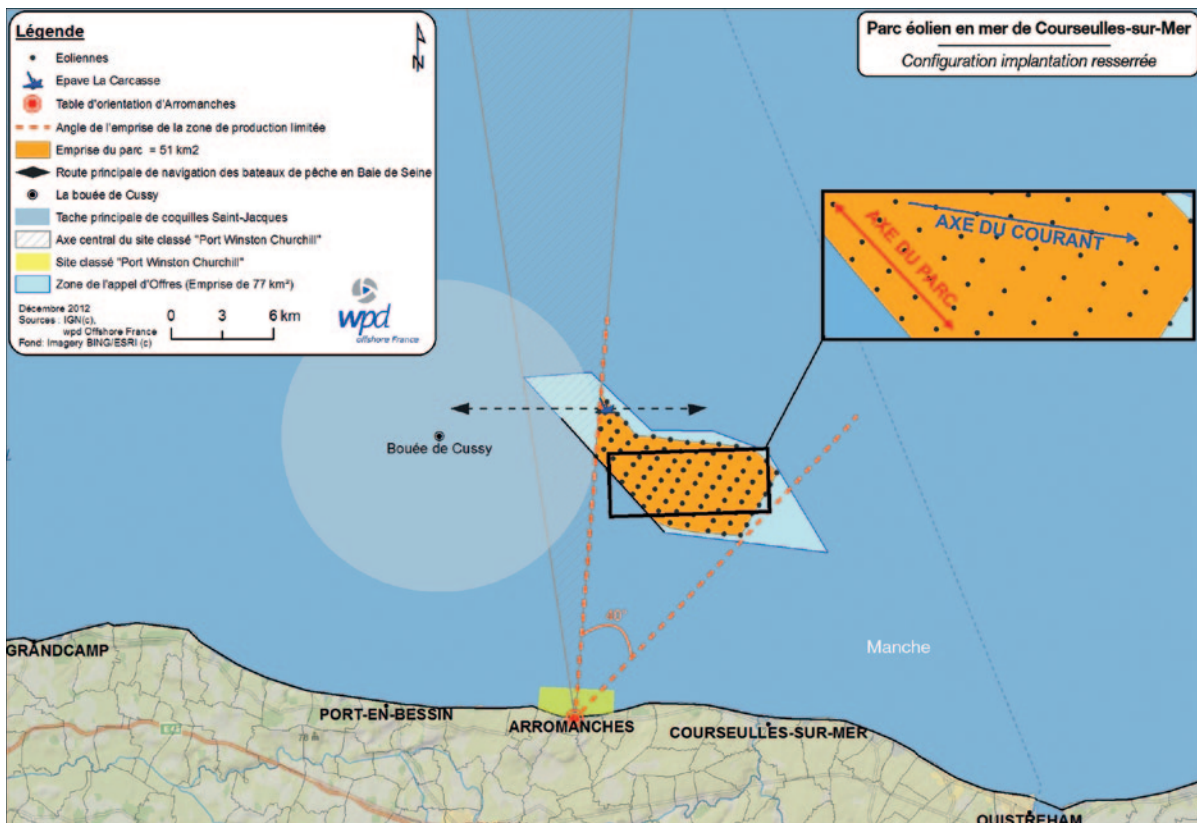 Légende
N
Eoliennes
Epave La Carcasse
Table d'orientation d'Arromanches
Angle de l'emprise de la zone de production limitée
Emprise du parc = 51 km2
Route principale de navigation des bateaux de pêche en Baie de Seine
La bouée de Cussy
Tache principale de coquilles Saint-Jacques
Axe central du site classé "Port Winston Churchill"
Site classé "Port Winston Churchill"
Zone de l'appel d'Offres (Emprise de 77 km²)
Décembre 2012
Sources : IGN(c),
wpd Offshore France
Fond: Imagery BING/ESRI (c)
0 3 6 km
wpd
offshore France
Parc éolien en mer de Courseulles-sur-Mer
Configuration implantation resserrée
AXE DU COURANT
AXE DU PARC
Bouée de Cussy
Manche
GRANDCAMP
PORT-EN-BESSIN
ARROMANCHES
COURSEULLES-SUR-MER
OUISTREHAM